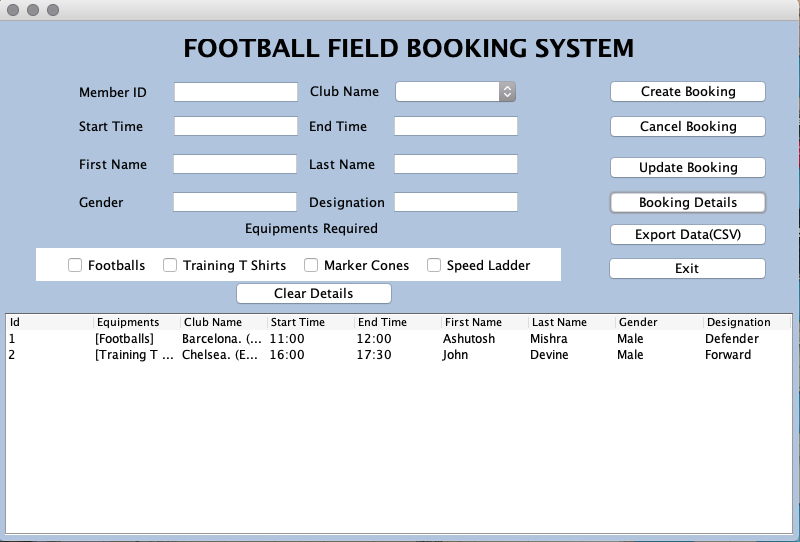 FOOTBALL FIELD BOOKING SYSTEM
Member ID Club Name Create Booking
Start Time End Time Cancel Booking
First Name Last Name Update Booking
Gender Designation Booking Details
Equipments Required
Export Data(CSV)
Footballs Training T Shirts Marker Cones Speed Ladder Exit
Clear Details
Id Equipments Club Name Start Time End Time First Name Last Name Gender Designation
1 [Footballs] Barcelona. (... 11:00 12:00 Ashutosh Mishra Male Defender
2 [Training T ... Chelsea. (E... 16:00 17:30 John Devine Male Forward